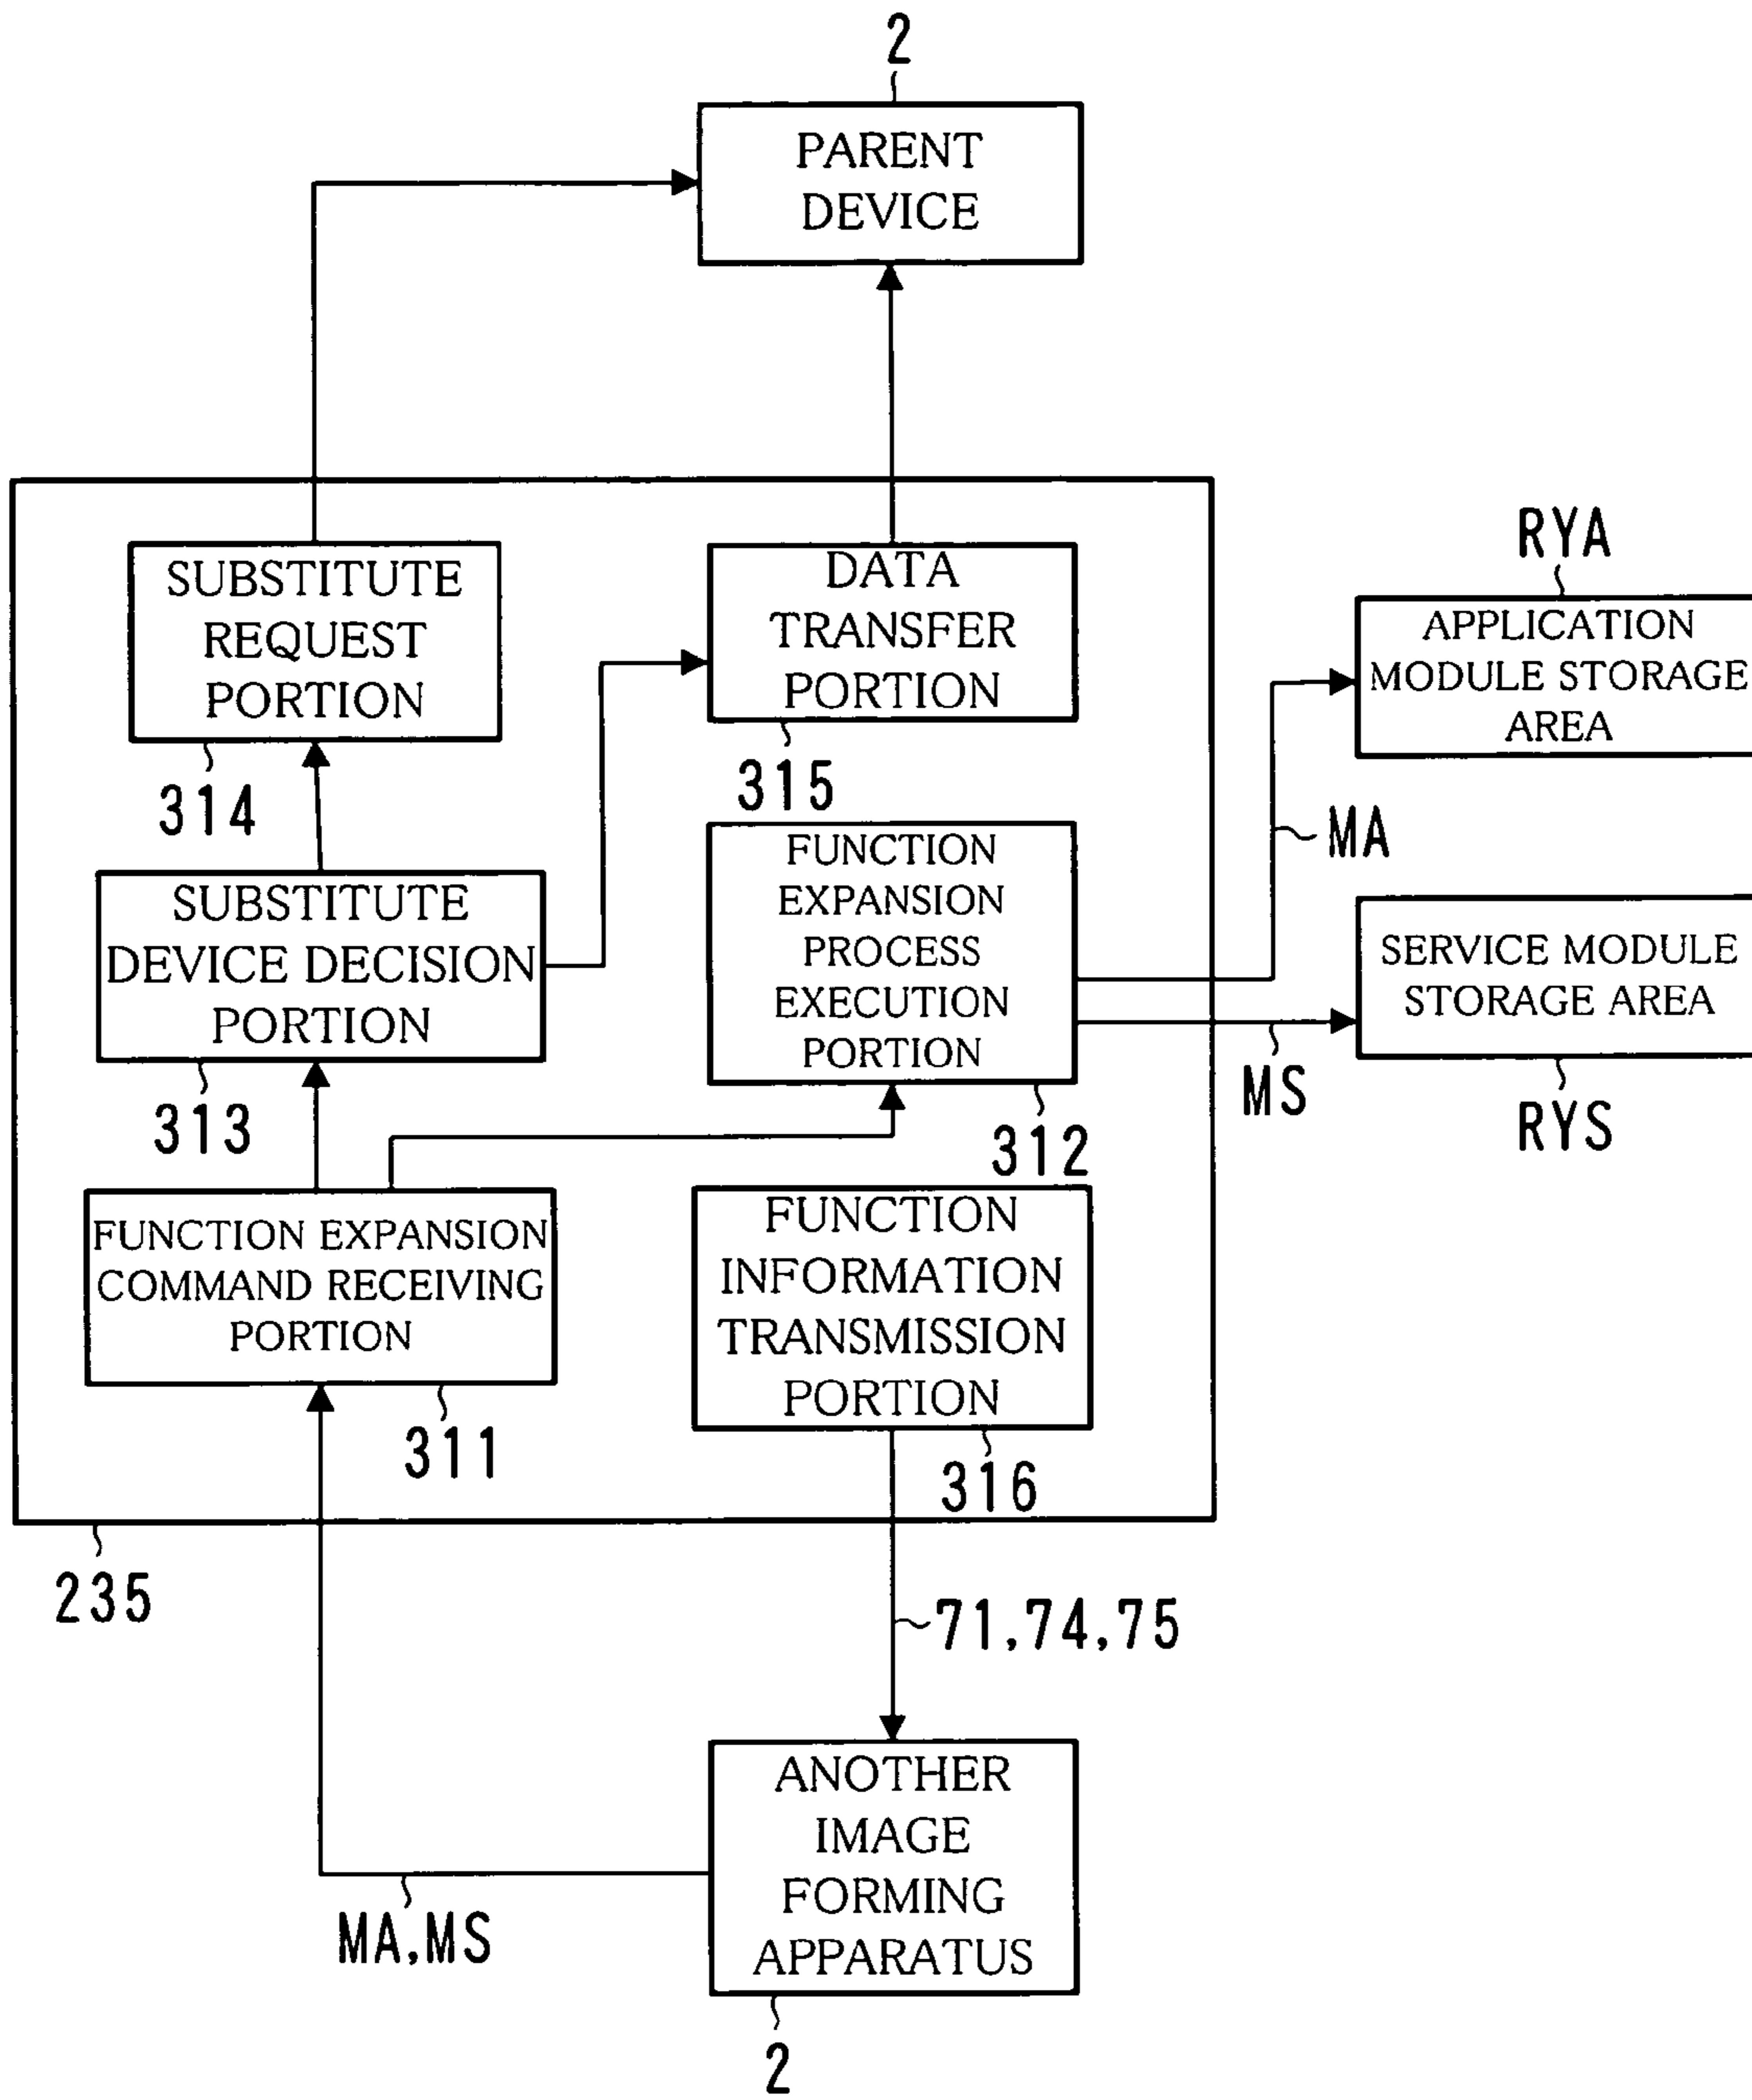 2
PARENT
DEVICE
SUBSTITUTE
REQUEST
PORTION
314
DATA
TRANSFER
PORTION
315
RYA
APPLICATION
MODULE STORAGE
AREA
MA
SUBSTITUTE
DEVICE DECISION
PORTION
313
FUNCTION
EXPANSION
PROCESS
EXECUTION
PORTION
312
SERVICE MODULE
STORAGE AREA
MS
RYS
FUNCTION EXPANSION
COMMAND RECEIVING
PORTION
311
FUNCTION
INFORMATION
TRANSMISSION
PORTION
316
235
71,74,75
ANOTHER
IMAGE
FORMING
APPARATUS
MA,MS
2